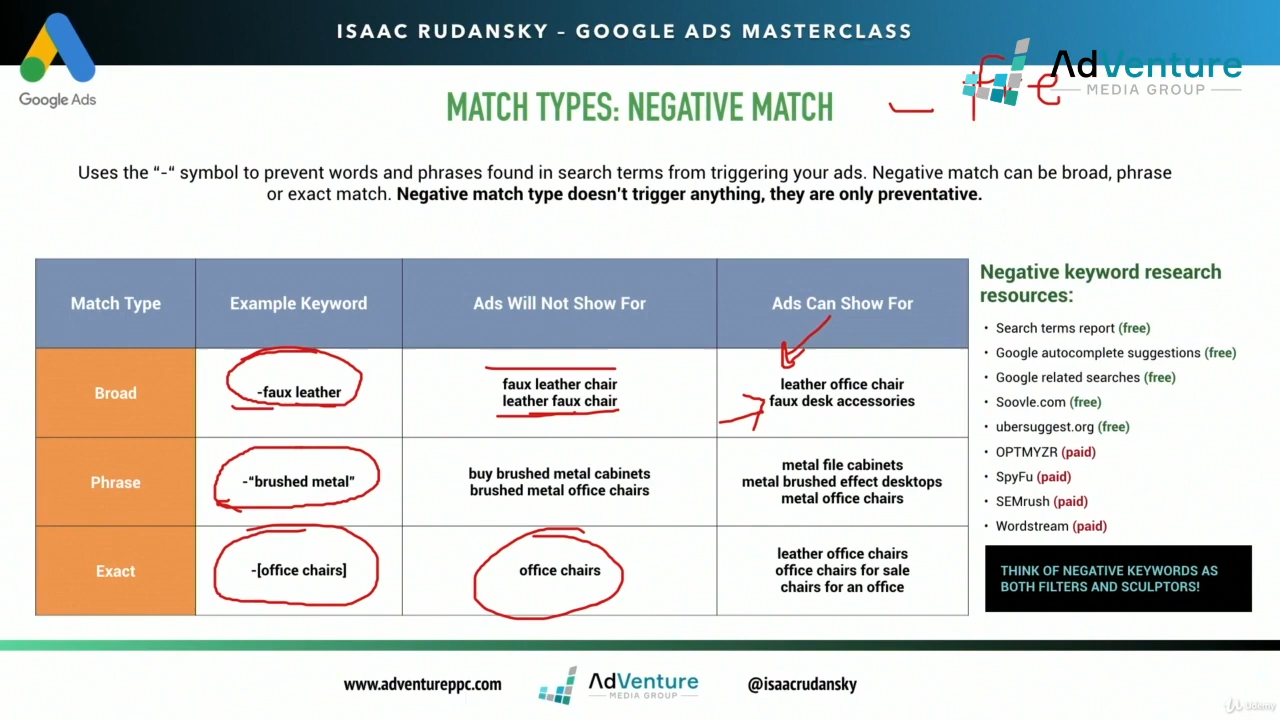 ISAAC RUDANSKY – GOOGLE ADS MASTERCLASS
Google Ads
AdVenture
MEDIA GROUP
MATCH TYPES: NEGATIVE MATCH
Uses the “-“ symbol to prevent words and phrases found in search terms from triggering your ads. Negative match can be broad, phrase
or exact match. Negative match type doesn’t trigger anything, they are only preventative.
Match Type
Example Keyword
Ads Will Not Show For
Ads Can Show For
Broad
-faux leather
faux leather chair
leather faux chair
leather office chair
faux desk accessories
Phrase
-“brushed metal”
buy brushed metal cabinets
brushed metal office chairs
metal file cabinets
metal brushed effect desktops
metal office chairs
Exact
-[office chairs]
office chairs
leather office chairs
office chairs for sale
chairs for an office
Negative keyword research
resources:
• Search terms report (free)
• Google autocomplete suggestions (free)
• Google related searches (free)
• Soovle.com (free)
• ubersuggest.org (free)
• OPTMYZR (paid)
• SpyFu (paid)
• SEMrush (paid)
• Wordstream (paid)
THINK OF NEGATIVE KEYWORDS AS
BOTH FILTERS AND SCULPTORS!
www.adventureppc.com
AdVenture
MEDIA GROUP
@isaacrudansky
Udemy